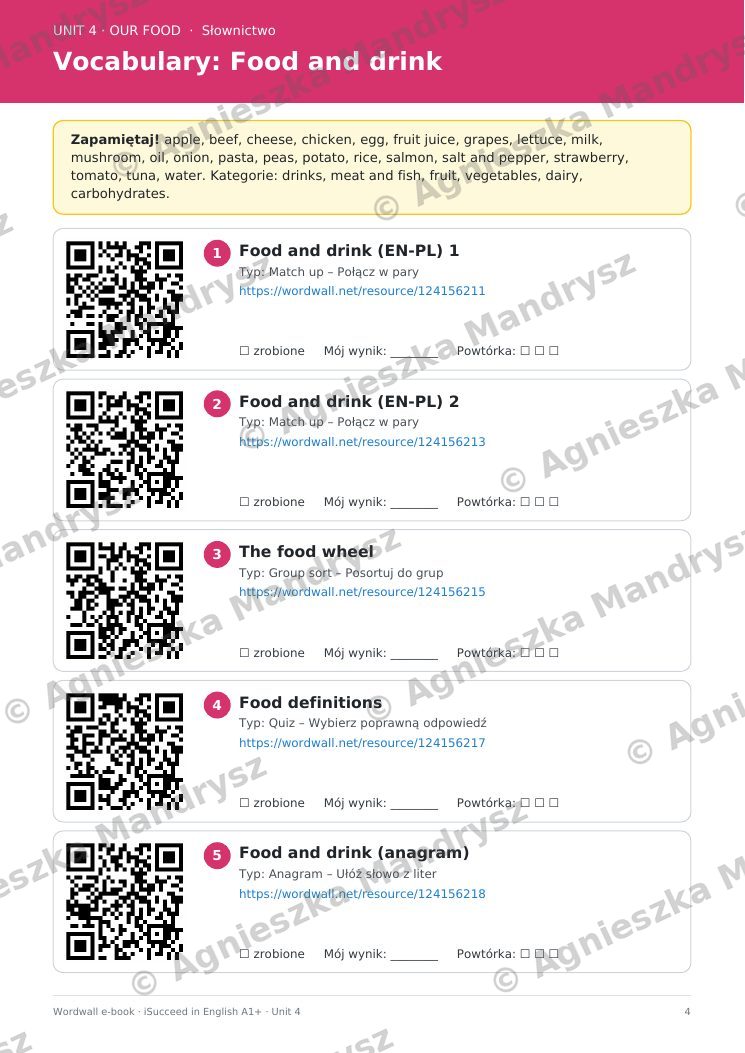 UNIT 4 · OUR FOOD · Słownictwo
Vocabulary: Food and drink
Zapamiętaj! apple, beef, cheese, chicken, egg, fruit juice, grapes, lettuce, milk,
mushroom, oil, onion, pasta, peas, potato, rice, salmon, salt and pepper, strawberry,
tomato, tuna, water. Kategorie: drinks, meat and fish, fruit, vegetables, dairy,
carbohydrates.
1 Food and drink (EN-PL) 1
Typ: Match up – Połącz w pary
https://wordwall.net/resource/124156211
☐ zrobione Mój wynik: ________ Powtórka: ☐ ☐ ☐
2 Food and drink (EN-PL) 2
Typ: Match up – Połącz w pary
https://wordwall.net/resource/124156213
☐ zrobione Mój wynik: ________ Powtórka: ☐ ☐ ☐
3 The food wheel
Typ: Group sort – Posortuj do grup
https://wordwall.net/resource/124156215
☐ zrobione Mój wynik: ________ Powtórka: ☐ ☐ ☐
4 Food definitions
Typ: Quiz – Wybierz poprawną odpowiedź
https://wordwall.net/resource/124156217
☐ zrobione Mój wynik: ________ Powtórka: ☐ ☐ ☐
5 Food and drink (anagram)
Typ: Anagram – Ułóż słowo z liter
https://wordwall.net/resource/124156218
☐ zrobione Mój wynik: ________ Powtórka: ☐ ☐ ☐
Wordwall e-book · iSucceed in English A1+ · Unit 4 4
© Agnieszka Mandrysz